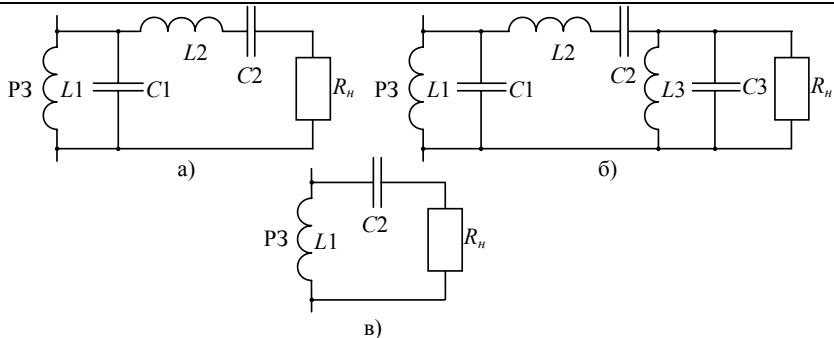 L2
C2
РЗ L1 C1 Rн
а)
L2
C2
РЗ L1 C1 L3 C3 Rн
б)
C2
РЗ L1 Rн
в)